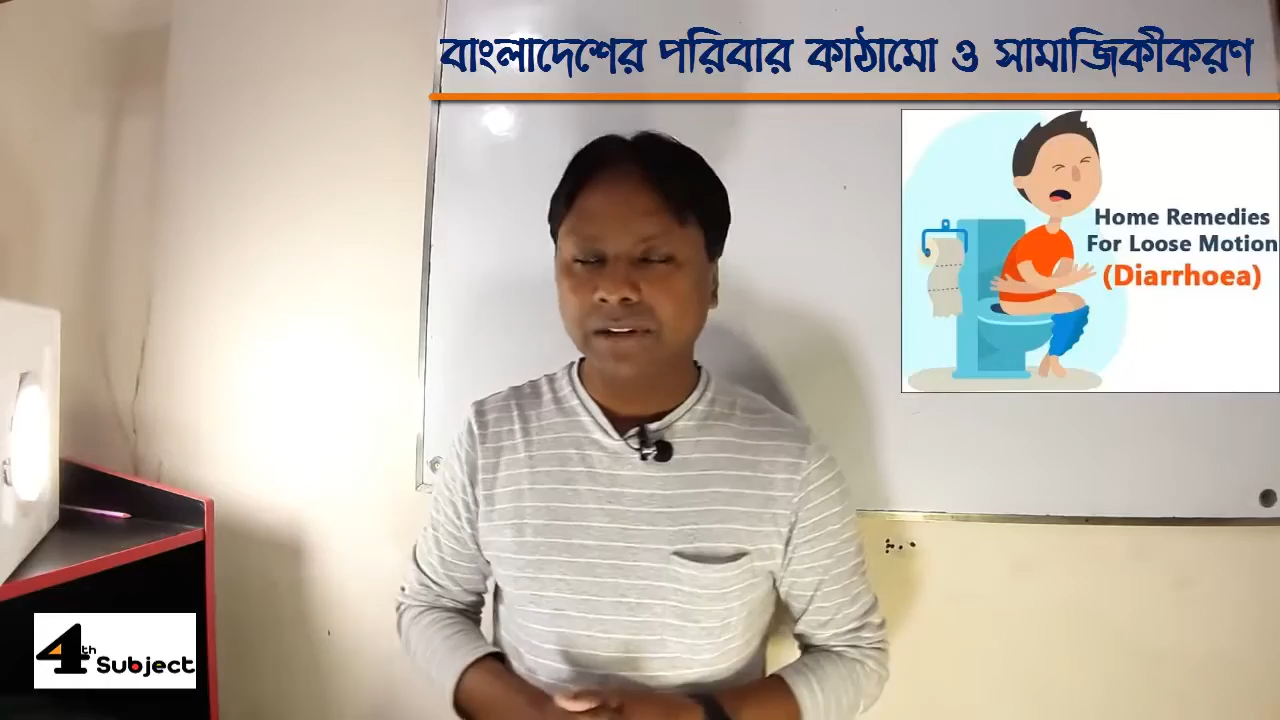 বাংলাদেশের পরিবার কাঠামো ও সামাজিকীকরণ
Home Remedies
For Loose Motion
(Diarrhoea)
4th Subject